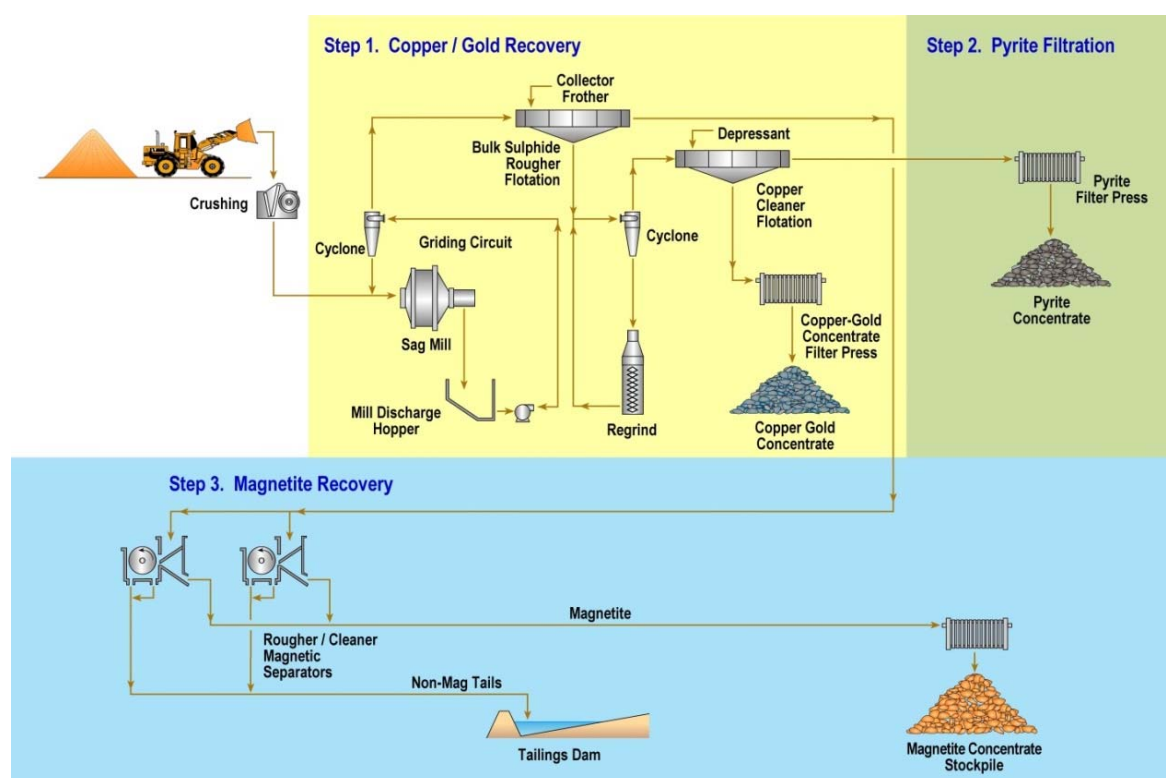 Step 1. Copper / Gold Recovery
Step 2. Pyrite Filtration
Collector
Frother
Bulk Sulphide
Rougher
Flotation
Depressant
Copper
Cleaner
Flotation
Pyrite
Filter Press
Crushing
Cyclone
Griding Circuit
Cyclone
Sag Mill
Copper-Gold
Concentrate
Filter Press
Pyrite
Concentrate
Mill Discharge
Hopper
Regrind
Copper Gold
Concentrate
Step 3. Magnetite Recovery
Magnetite
Rougher / Cleaner
Magnetic
Separators
Non-Mag Tails
Tailings Dam
Magnetite Concentrate
Stockpile